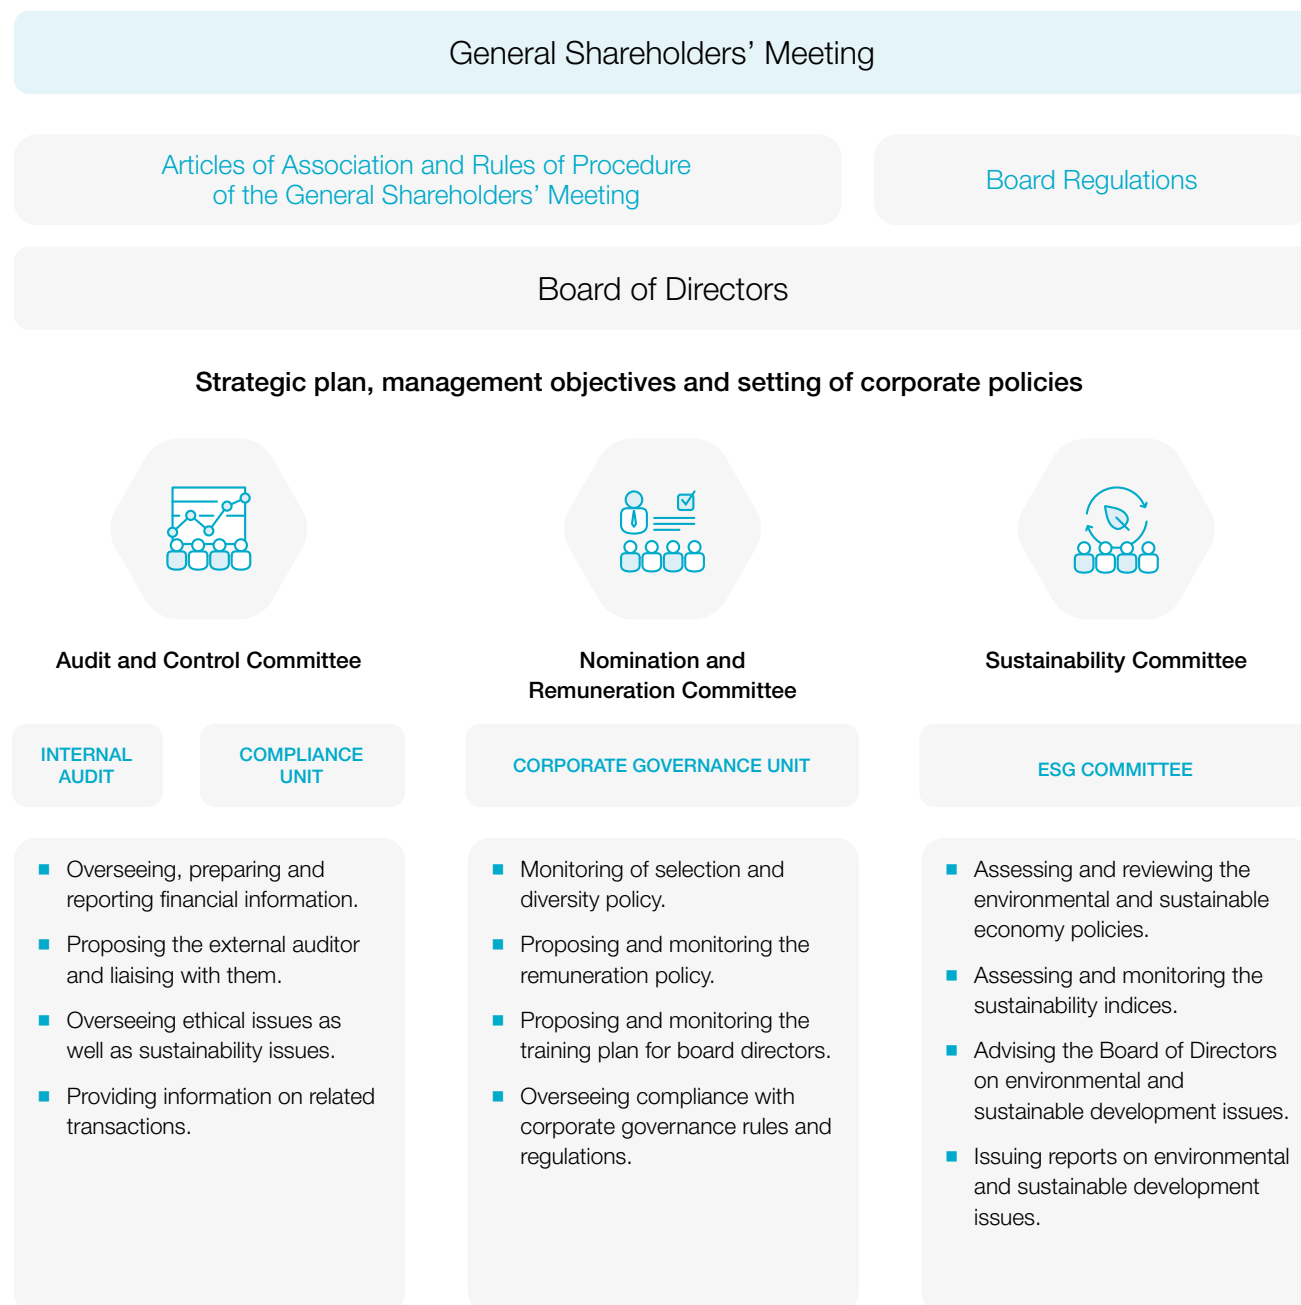 General Shareholders’ Meeting
Articles of Association and Rules of Procedure
of the General Shareholders’ Meeting
Board Regulations
Board of Directors
Strategic plan, management objectives and setting of corporate policies
Audit and Control Committee
INTERNAL
AUDIT
COMPLIANCE
UNIT
Overseeing, preparing and
reporting financial information.
Proposing the external auditor
and liaising with them.
Overseeing ethical issues as
well as sustainability issues.
Providing information on related
transactions.
Nomination and
Remuneration Committee
CORPORATE GOVERNANCE UNIT
Monitoring of selection and
diversity policy.
Proposing and monitoring the
remuneration policy.
Proposing and monitoring the
training plan for board directors.
Overseeing compliance with
corporate governance rules and
regulations.
Sustainability Committee
ESG COMMITTEE
Assessing and reviewing the
environmental and sustainable
economy policies.
Assessing and monitoring the
sustainability indices.
Advising the Board of Directors
on environmental and
sustainable development issues.
Issuing reports on environmental
and sustainable development
issues.